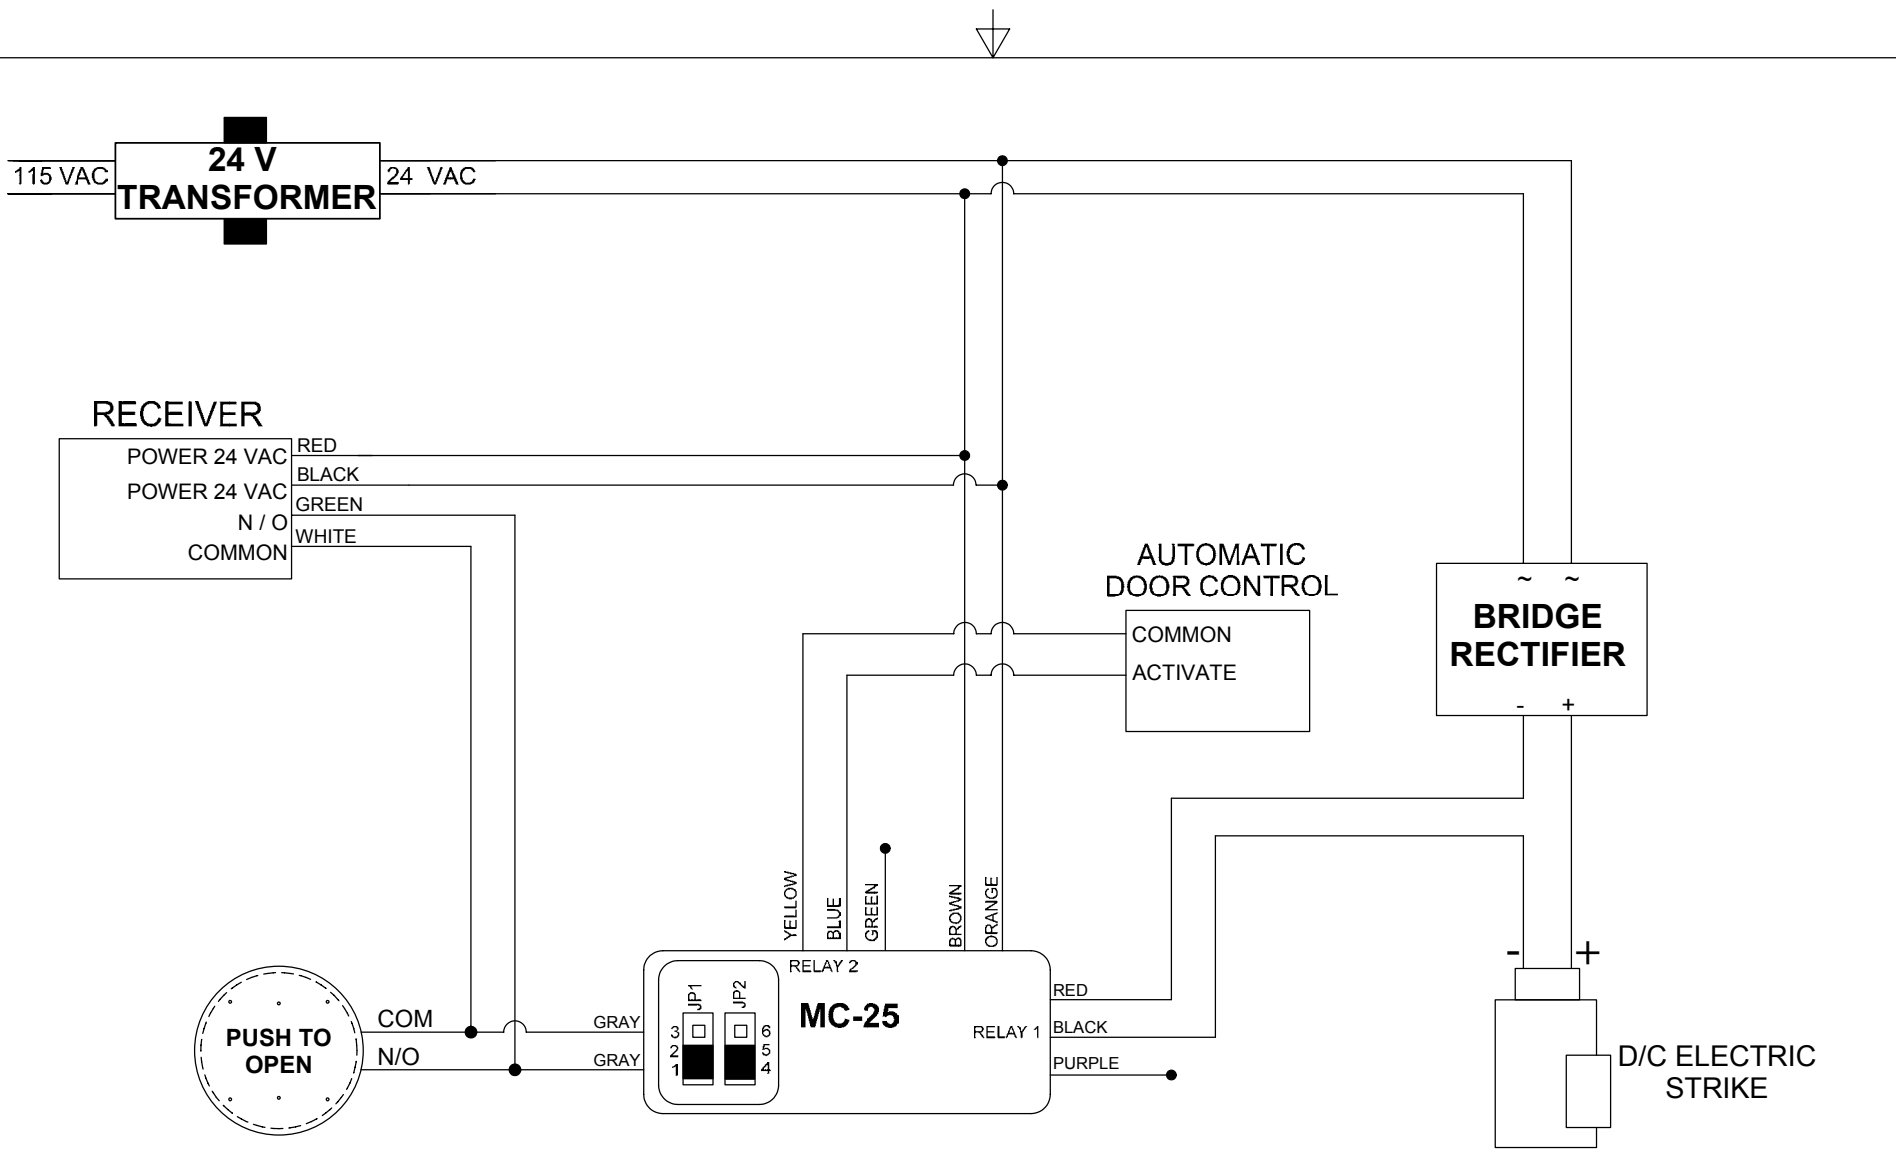 115 VAC
24 V
TRANSFORMER
24 VAC
RECEIVER
POWER 24 VAC
RED
POWER 24 VAC
BLACK
N / O
GREEN
COMMON
WHITE
AUTOMATIC
DOOR CONTROL
COMMON
ACTIVATE
~ ~
BRIDGE
RECTIFIER
- +
YELLOW
BLUE
GREEN
BROWN
ORANGE
RELAY 2
MC-25
JP1
JP2
3
2
1
6
5
4
RELAY 1
RED
BLACK
PURPLE
PUSH TO
OPEN
COM
N/O
GRAY
GRAY
- +
D/C ELECTRIC
STRIKE